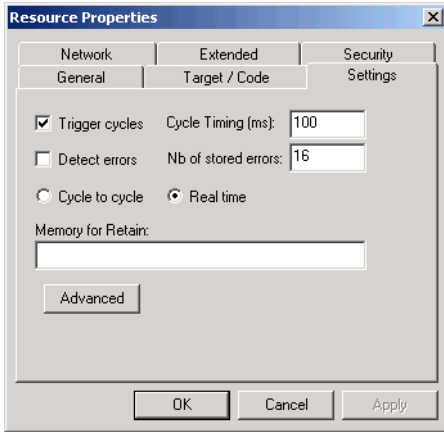 Resource Properties
Network Extended Security
General Target / Code Settings
Trigger cycles Cycle Timing (ms): 100
Detect errors Nb of stored errors: 16
Cycle to cycle Real time
Memory for Retain:
Advanced
OK Cancel Apply